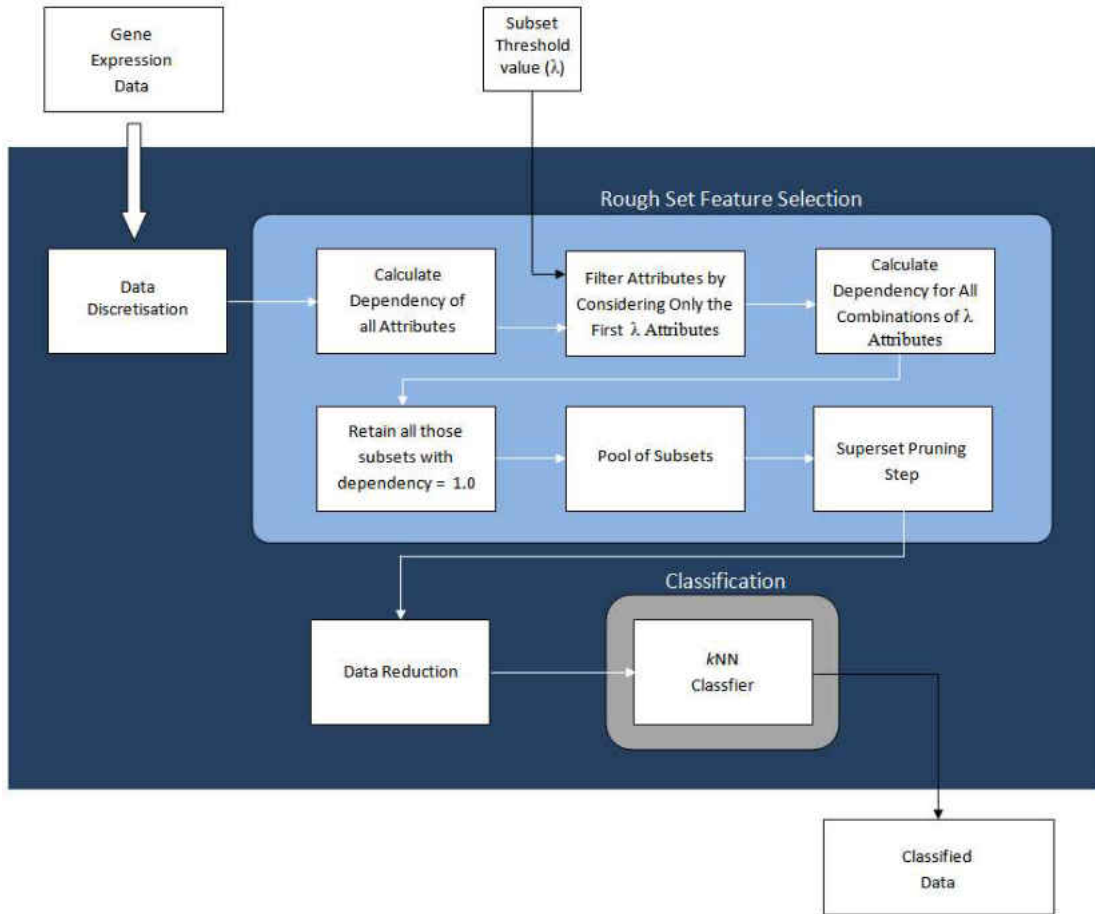 Gene
Expression
Data
Subset
Threshold
value (λ)
Rough Set Feature Selection
Data
Discretisation
Calculate
Dependency of
all Attributes
Filter Attributes by
Considering Only the
First λ Attributes
Calculate
Dependency for All
Combinations of λ
Attributes
Retain all those
subsets with
dependency = 1.0
Pool of Subsets
Superset Pruning
Step
Classification
Data Reduction
kNN
Classfier
Classified
Data